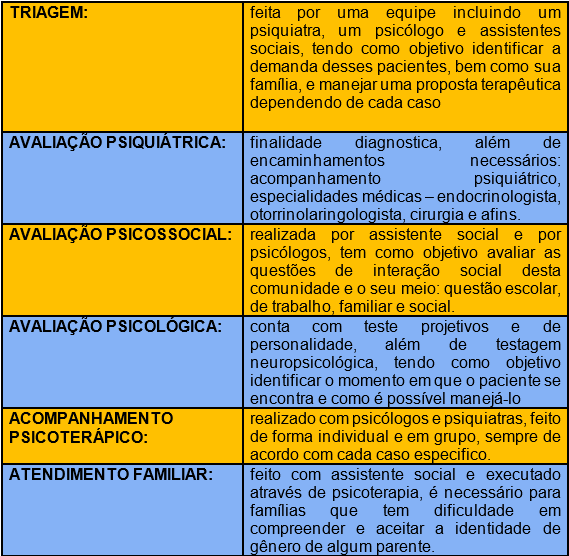 TRIAGEM:
feita por uma equipe incluindo um
psiquiatra, um psicólogo e assistentes
sociais, tendo como objetivo identificar a
demanda desses pacientes, bem como sua
família, e manejar uma proposta terapêutica
dependendo de cada caso
AVALIAÇÃO PSIQUIÁTRICA:
finalidade diagnostica, além de
encaminhamentos necessários:
acompanhamento psiquiátrico,
especialidades médicas – endocrinologista,
otorrinolaringologista, cirurgia e afins.
AVALIAÇÃO PSICOSSOCIAL:
realizada por assistente social e por
psicólogos, tem como objetivo avaliar as
questões de interação social desta
comunidade e o seu meio: questão escolar,
de trabalho, familiar e social.
AVALIAÇÃO PSICOLÓGICA:
conta com teste projetivos e de
personalidade, além de testagem
neuropsicológica, tendo como objetivo
identificar o momento em que o paciente se
encontra e como é possível manejá-lo
ACOMPANHAMENTO
PSICOTERÁPICO:
realizado com psicólogos e psiquiatras, feito
de forma individual e em grupo, sempre de
acordo com cada caso especifico.
ATENDIMENTO FAMILIAR:
feito com assistente social e executado
através de psicoterapia, é necessário para
famílias que tem dificuldade em
compreender e aceitar a identidade de
gênero de algum parente.